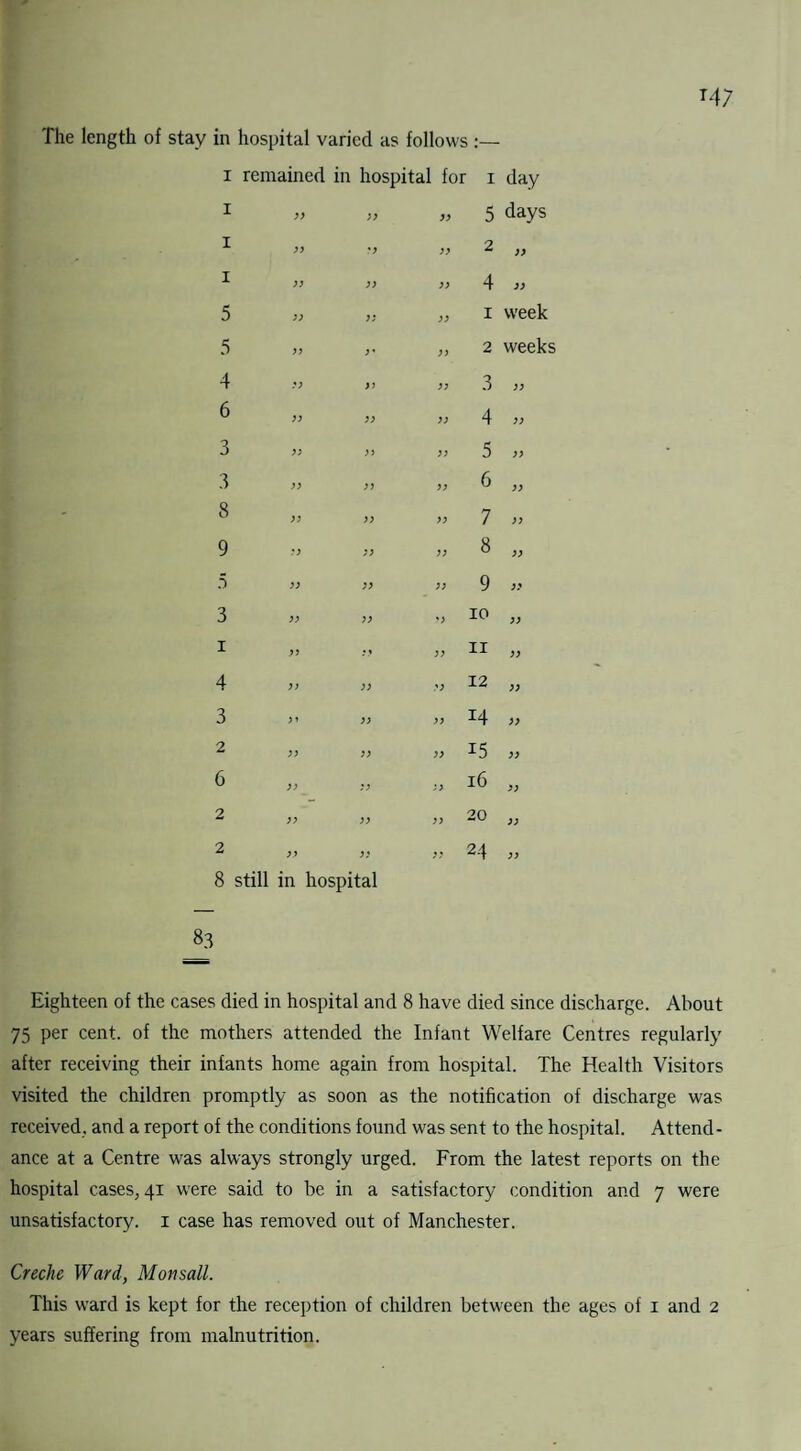 147
The length of stay in hospital varied as follows :—
1 remained in hospital for 1 day
1 „ „ „ 5 days
1 „ „ „ 2 „
1 „ „ „ 4 „
5 „ „ „ 1 week
5 „ „ „ 2 weeks
4 „ „ „ 3 „
6 „ „ „ 4 „
3 „ „ „ 5 „
3 „ „ „ 6 „
8 „ „ „ 7 „
9 „ „ „ 8 „
5 „ „ „ 9 „
3 „ „ „ 10 „
1 „ „ „ 11 „
4 „ „ „ 12 „
3 „ „ „ 14 „
2 „ „ „ 15 „
6 „ „ „ 16 „
2 „ „ „ 20 „
2 „ „ „ 24 „
8 still in hospital
—
83
Eighteen of the cases died in hospital and 8 have died since discharge. About
75 per cent. of the mothers attended the Infant Welfare Centres regularly
after receiving their infants home again from hospital. The Health Visitors
visited the children promptly as soon as the notification of discharge was
received, and a report of the conditions found was sent to the hospital. Attend-
ance at a Centre was always strongly urged. From the latest reports on the
hospital cases, 41 were said to be in a satisfactory condition and 7 were
unsatisfactory. 1 case has removed out of Manchester.
Creche Ward, Monsall.
This ward is kept for the reception of children between the ages of 1 and 2
years suffering from malnutrition.